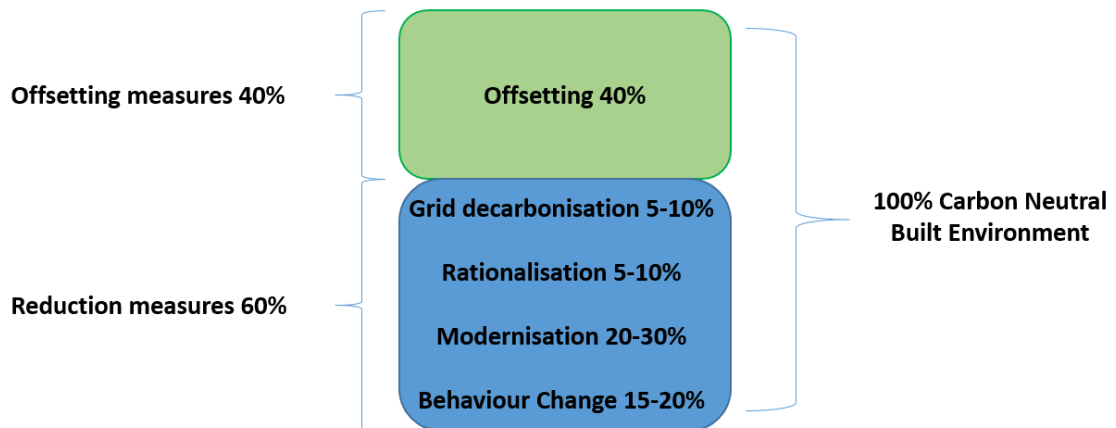 Offsetting measures 40%
Offsetting 40%
Grid decarbonisation 5-10%
Rationalisation 5-10%
Reduction measures 60%
Modernisation 20-30%
Behaviour Change 15-20%
100% Carbon Neutral
Built Environment